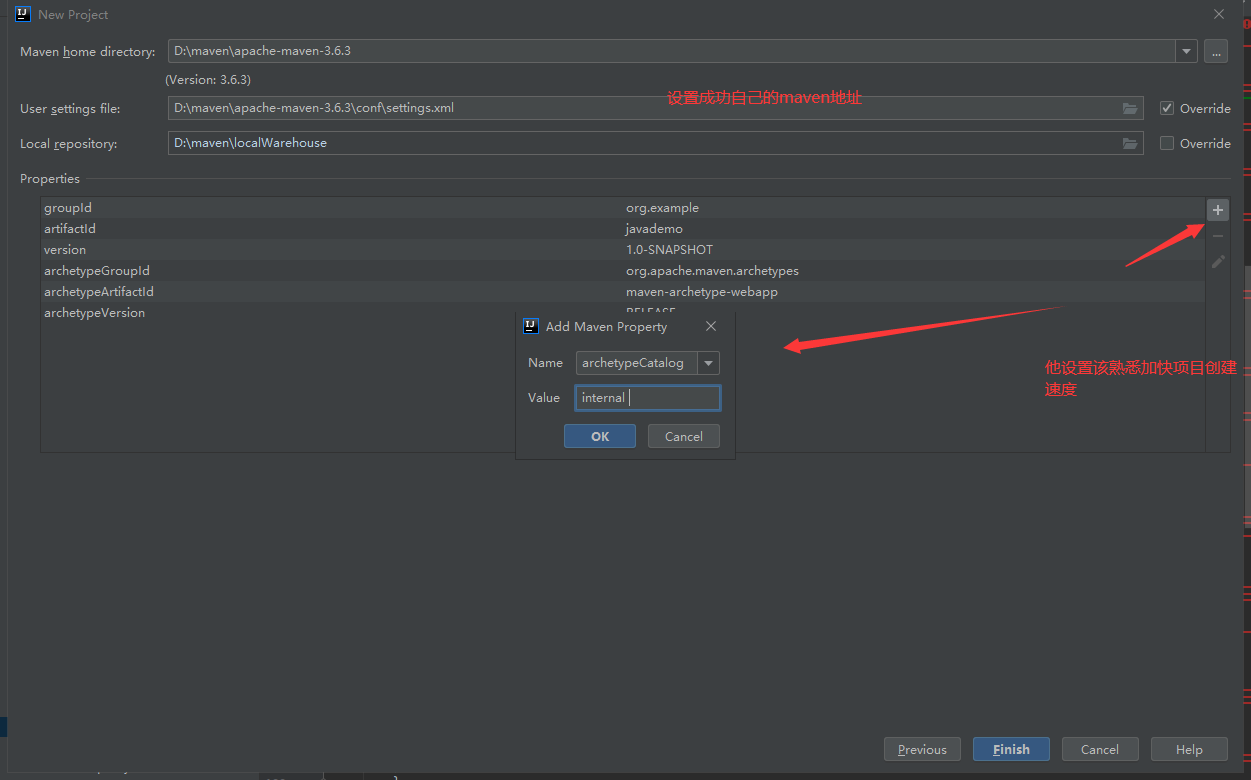 New Project
Maven home directory: D:\maven\apache-maven-3.6.3 ...
(Version: 3.6.3)
设置成功自己的maven地址
User settings file: D:\maven\apache-maven-3.6.3\conf\settings.xml Override
Local repository: D:\maven\localWarehouse Override
Properties
groupId org.example
artifactId javademo
version 1.0-SNAPSHOT
archetypeGroupId org.apache.maven.archetypes
archetypeArtifactId maven-archetype-webapp
archetypeVersion RELEASE
Add Maven Property
Name archetypeCatalog
Value internal
OK Cancel
他设置该熟悉加快项目创建
速度
Previous Finish Cancel Help